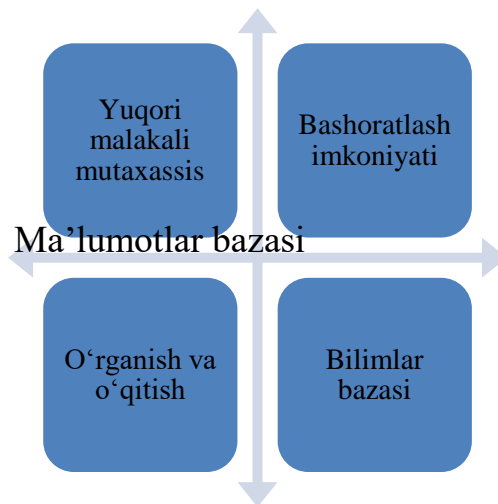 Yuqori
malakali
mutaxassis
Bashoratlash
imkoniyati
Ma’lumotlar bazasi
O‘rganish va
o‘qitish
Bilimlar
bazasi